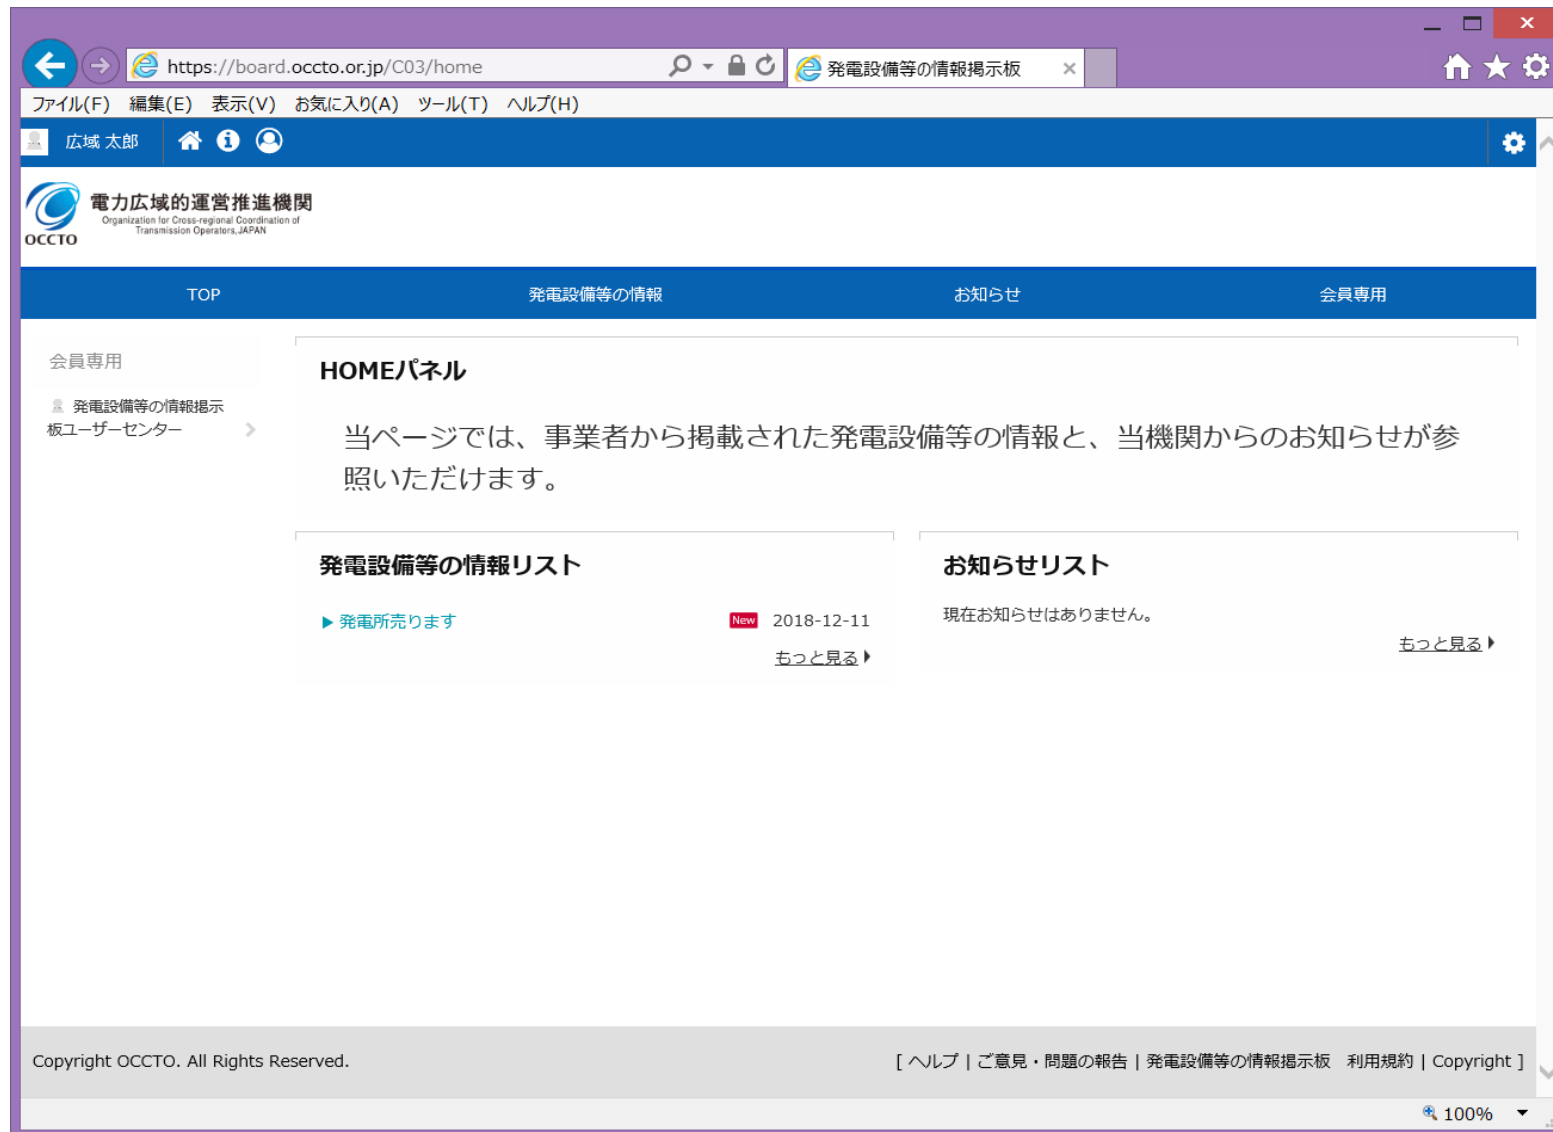 https://board.occto.or.jp/C03/home
発電設備等の情報掲示板
ファイル(F) 編集(E) 表示(V) お気に入り(A) ツール(T) ヘルプ(H)
広域 太郎
電力広域的運営推進機関
Organization for Cross-regional Coordination of
Transmission Operators, JAPAN
OCCTO
TOP 発電設備等の情報 お知らせ 会員専用
会員専用
発電設備等の情報掲示
板ユーザーセンター
HOMEパネル
当ページでは、事業者から掲載された発電設備等の情報と、当機関からのお知らせが参
照いただけます。
発電設備等の情報リスト
発電所売ります New 2018-12-11
もっと見る
お知らせリスト
現在お知らせはありません。
もっと見る
Copyright OCCTO. All Rights Reserved.
[ ヘルプ | ご意見・問題の報告 | 発電設備等の情報掲示板 利用規約 | Copyright ]
100%